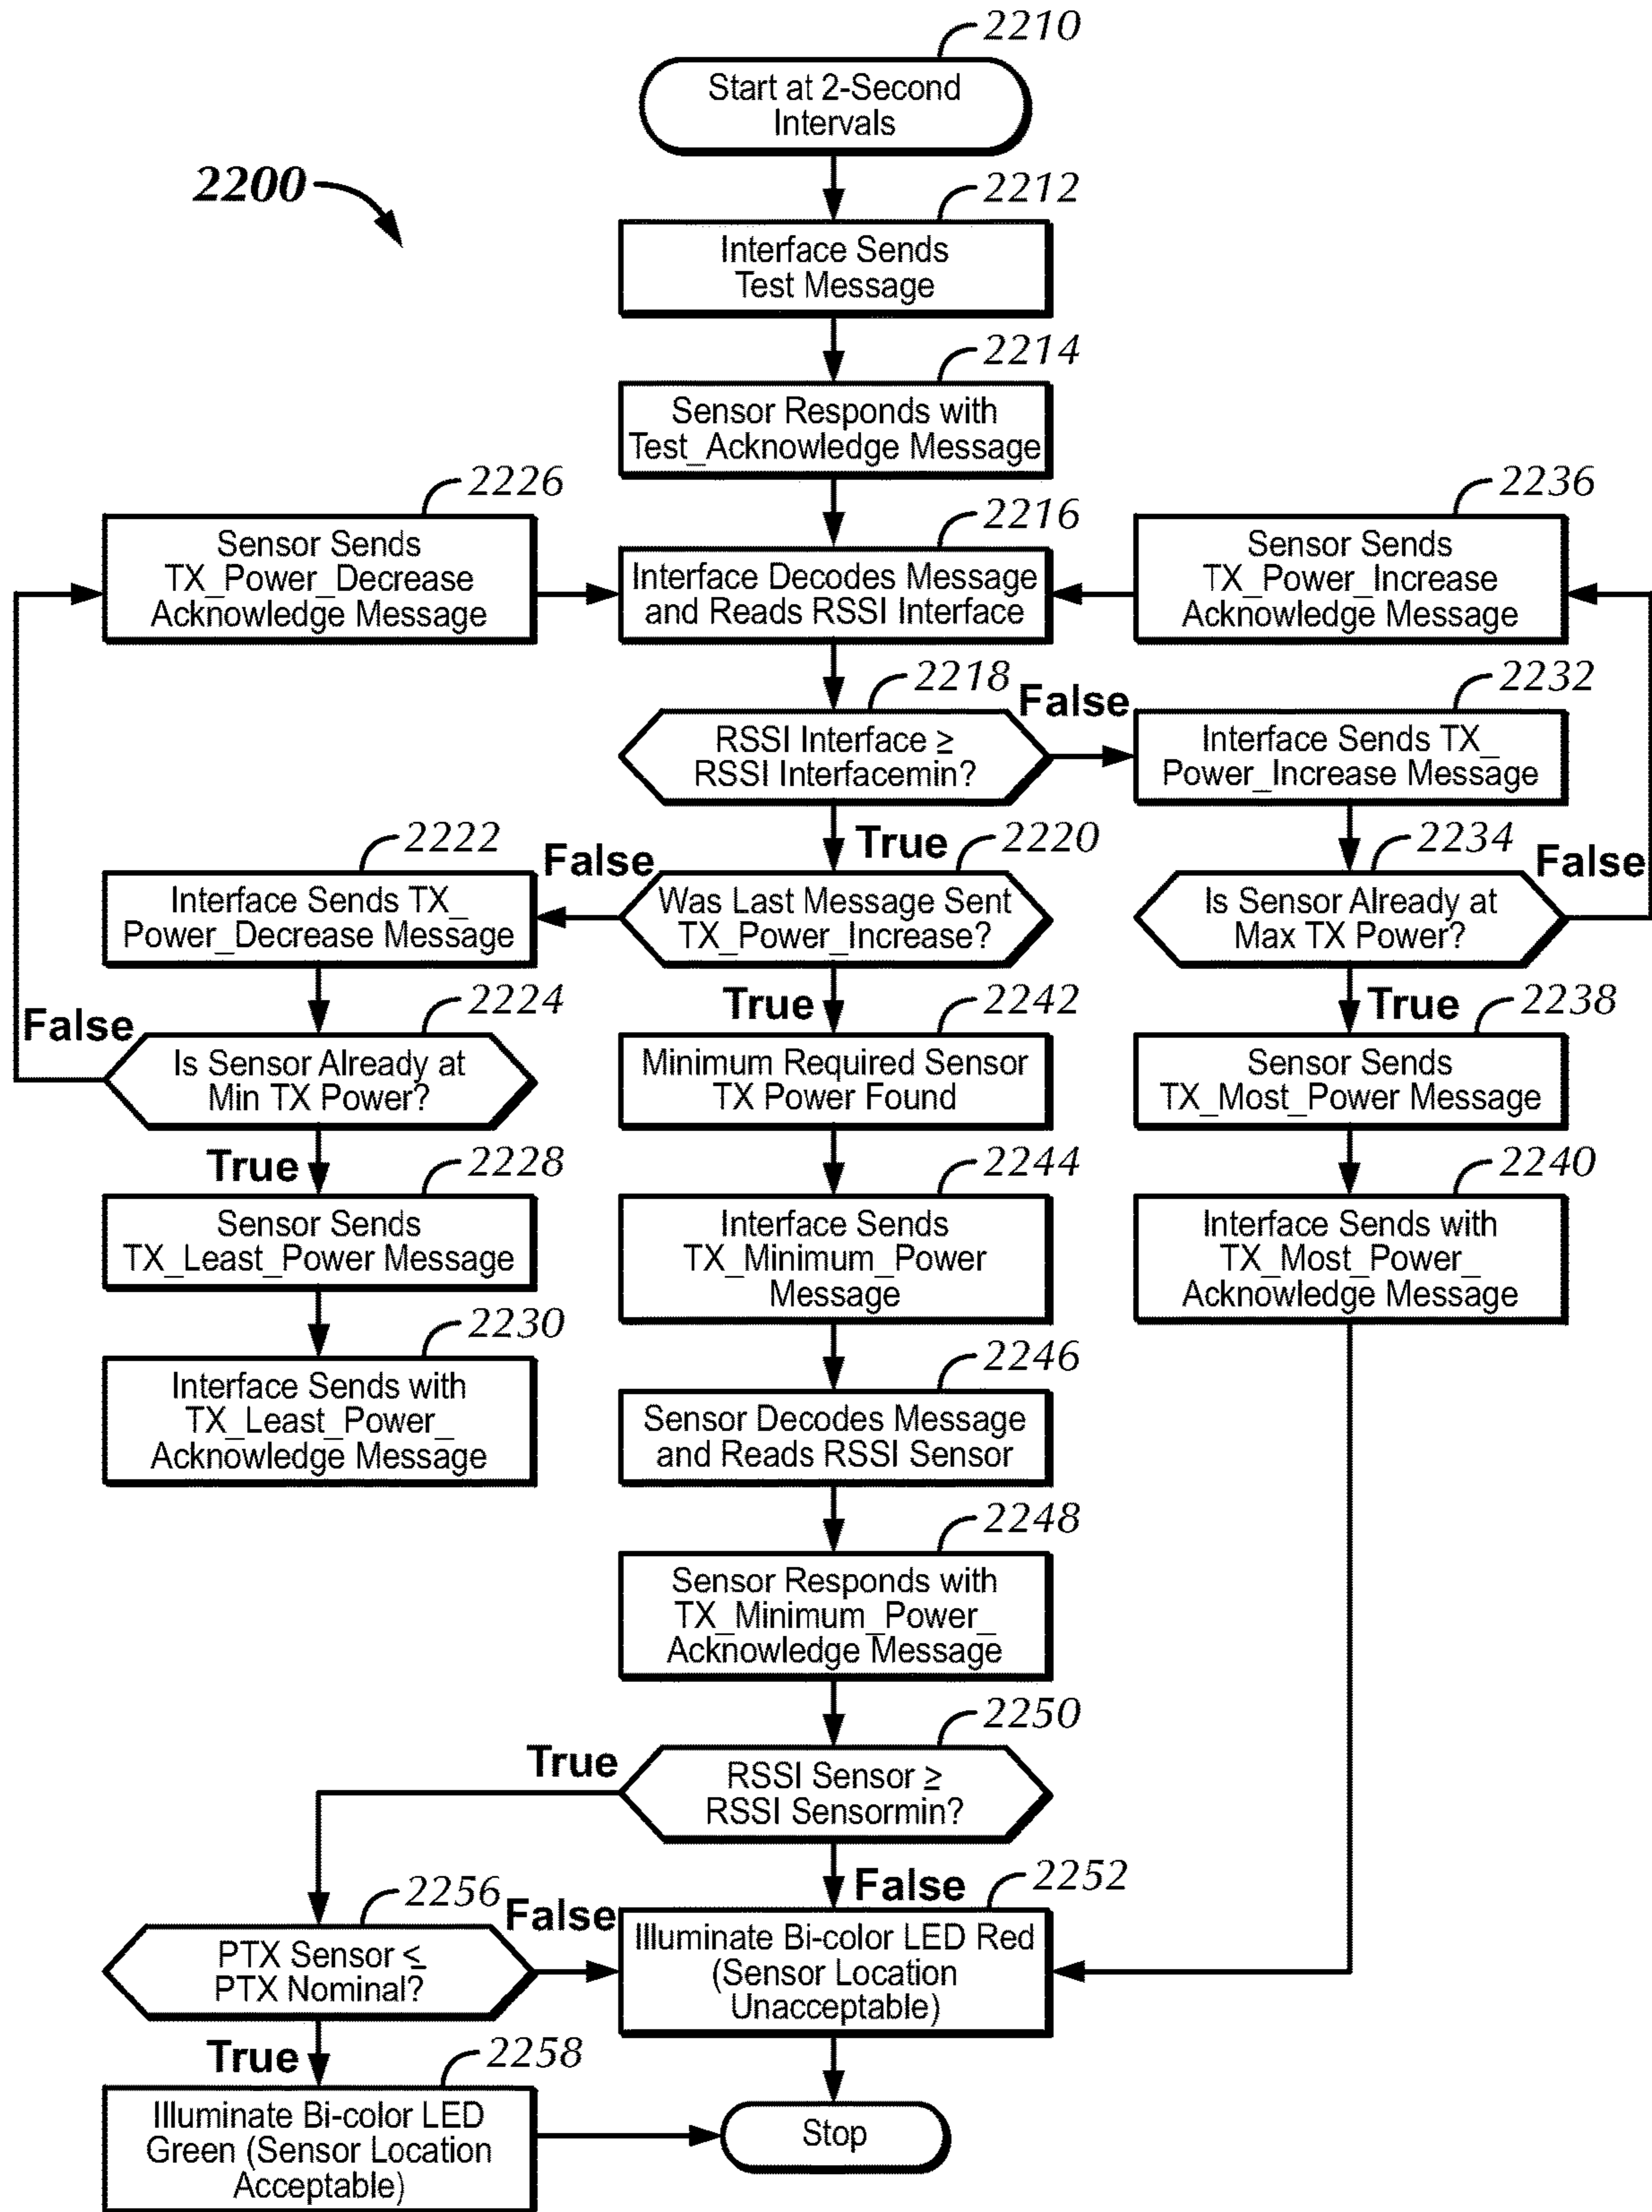 2210
Start at 2-Second
Intervals
2200
2212
Interface Sends
Test Message
2214
Sensor Responds with
Test_Acknowledge Message
2226
Sensor Sends
TX_Power_Decrease
Acknowledge Message
2216
Interface Decodes Message
and Reads RSSI Interface
2236
Sensor Sends
TX_Power_Increase
Acknowledge Message
2218
RSSI Interface ≥
RSSI Interfacemin?
False
2232
Interface Sends TX_
Power_Increase Message
True
2222
Interface Sends TX_
Power_Decrease Message
False
2220
Was Last Message Sent
TX_Power_Increase?
2234
Is Sensor Already at
Max TX Power?
False
True
True
2224
Is Sensor Already at
Min TX Power?
False
2242
Minimum Required Sensor
TX Power Found
2238
Sensor Sends
TX_Most_Power Message
True
2228
Sensor Sends
TX_Least_Power Message
2244
Interface Sends
TX_Minimum_Power
Message
2240
Interface Sends with
TX_Most_Power_
Acknowledge Message
2230
Interface Sends with
TX_Least_Power_
Acknowledge Message
2246
Sensor Decodes Message
and Reads RSSI Sensor
2248
Sensor Responds with
TX_Minimum_Power_
Acknowledge Message
2250
RSSI Sensor ≥
RSSI Sensormin?
True
False
2256
PTX Sensor ≤
PTX Nominal?
False
2252
Illuminate Bi-color LED Red
(Sensor Location
Unacceptable)
True
2258
Illuminate Bi-color LED
Green (Sensor Location
Acceptable)
Stop